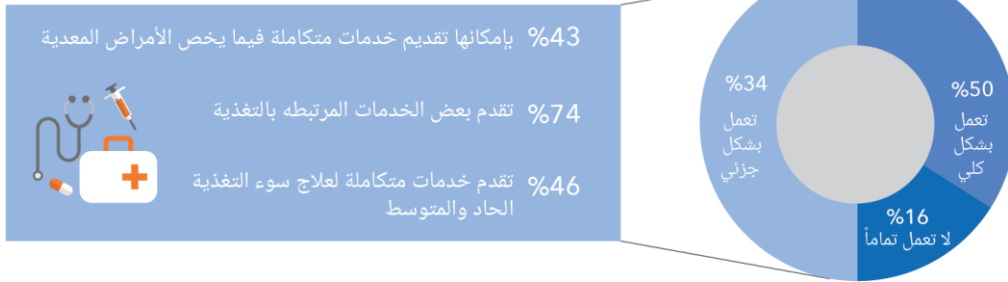 %43 بإمكانها تقديم خدمات متكاملة فيما يخص الأمراض المعدية
%74 تقدم بعض الخدمات المرتبطه بالتغذية
%46 تقدم خدمات متكاملة لعلاج سوء التغذية
الحاد والمتوسط
%50
تعمل
بشكل
كلي
%34
تعمل
بشكل
جزئي
%16
لا تعمل تماماً